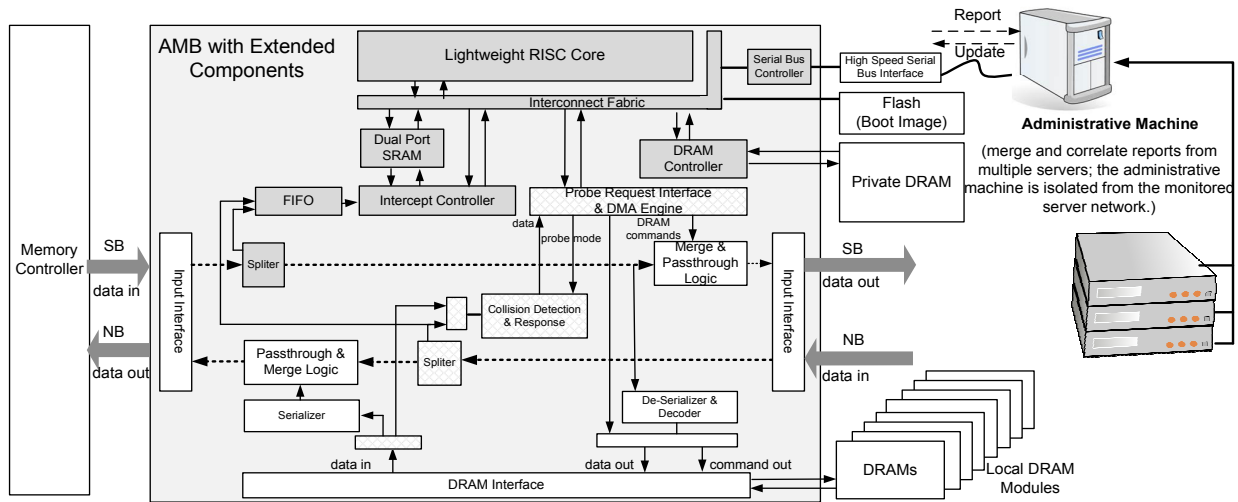 AMB with Extended
Components
Lightweight RISC Core
Interconnect Fabric
Serial Bus
Controller
High Speed Serial
Bus Interface
Report
Update
Flash
(Boot Image)
Administrative Machine
(merge and correlate reports from
multiple servers; the administrative
machine is isolated from the monitored
server network.)
Dual Port
SRAM
DRAM
Controller
Private DRAM
FIFO
Intercept Controller
Probe Request Interface
& DMA Engine
data
probe mode
DRAM
commands
Memory
Controller
SB
data in
NB
data out
Input Interface
Spliter
Merge &
Passthrough
Logic
Input Interface
SB
data out
NB
data in
Collision Detection
& Response
Passthrough &
Merge Logic
Spliter
Serializer
De-Serializer &
Decoder
data in
data out
command out
DRAM Interface
DRAMs
Local DRAM
Modules